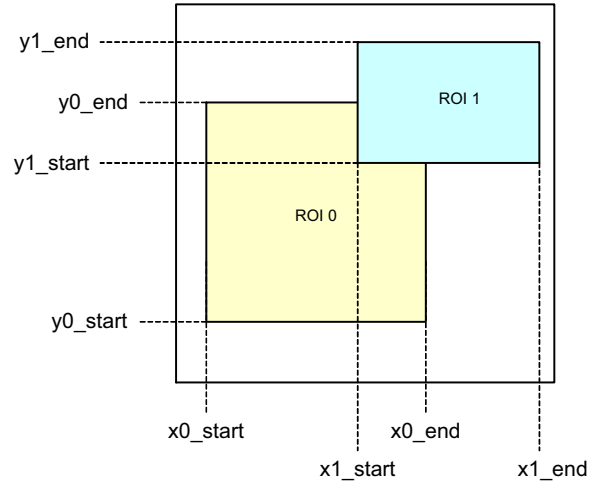 y1_end
y0_end
ROI 1
y1_start
ROI 0
y0_start
x0_start
x0_end
x1_start
x1_end